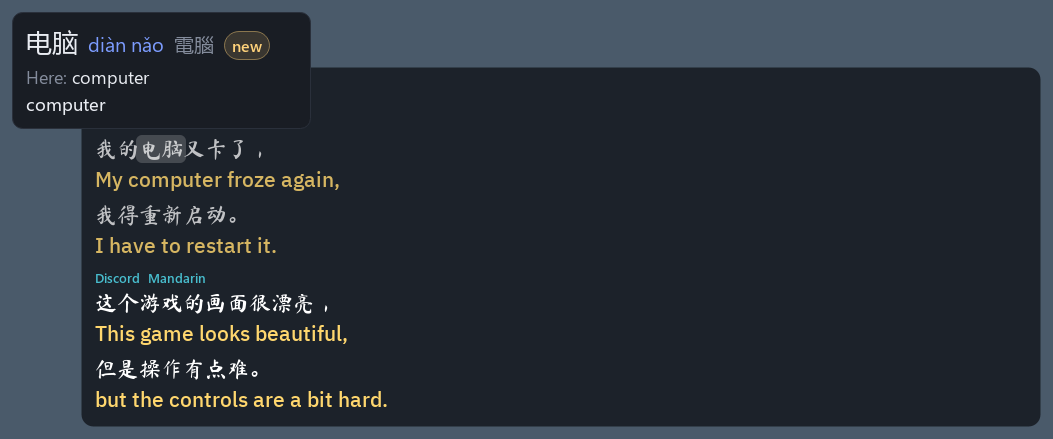 电脑 diàn nǎo 電腦 new
Here: computer
computer
我的电脑又卡了，
My computer froze again,
我得重新启动。
I have to restart it.
Discord Mandarin
这个游戏的画面很漂亮，
This game looks beautiful,
但是操作有点难。
but the controls are a bit hard.